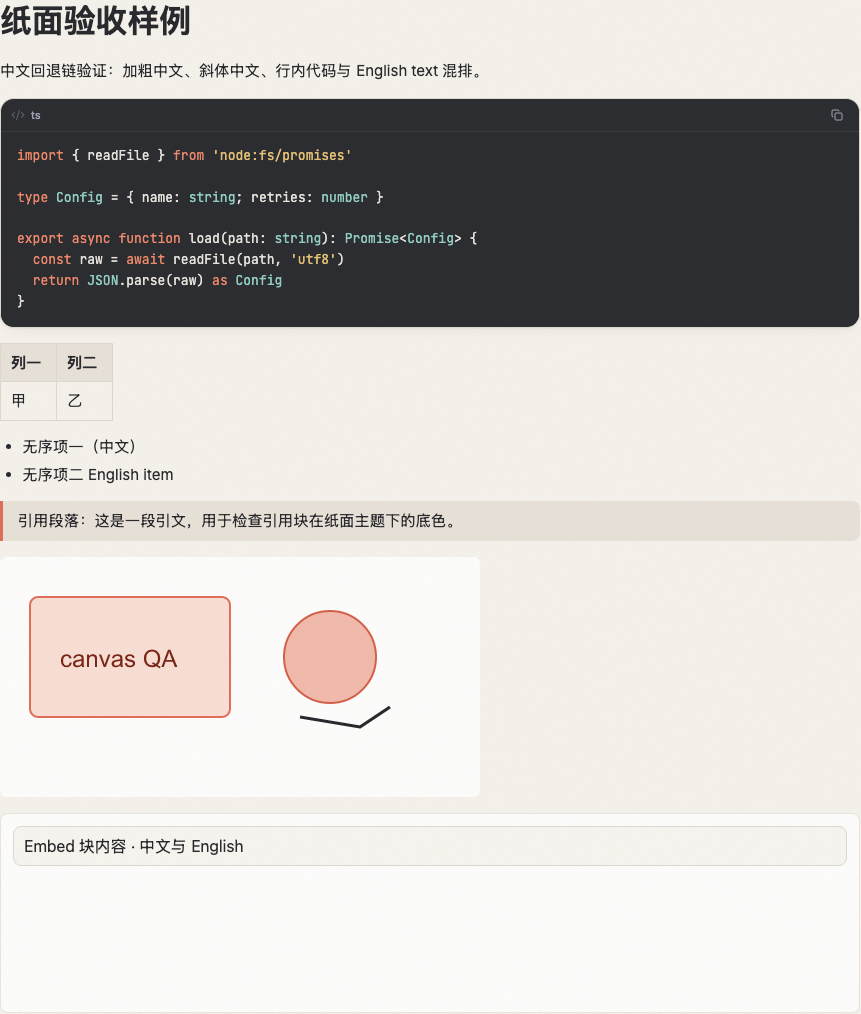 纸面验收样例
中文回退链验证：加粗中文、斜体中文、行内代码与 English text 混排。
</> ts
import { readFile } from 'node:fs/promises'
type Config = { name: string; retries: number }
export async function load(path: string): Promise<Config> {
  const raw = await readFile(path, 'utf8')
  return JSON.parse(raw) as Config
}
列一 列二
甲 乙
• 无序项一（中文）
• 无序项二 English item
引用段落：这是一段引文，用于检查引用块在纸面主题下的底色。
canvas QA
Embed 块内容 · 中文与 English